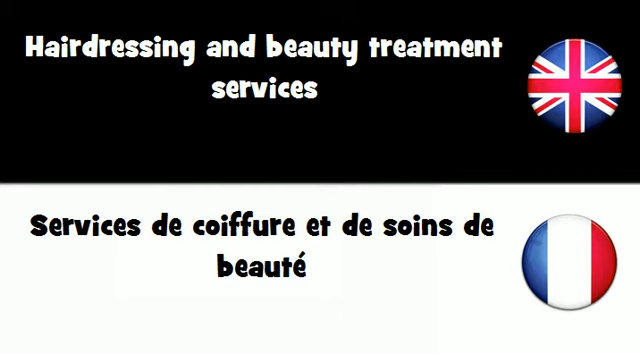 Hairdressing and beauty treatment
services
Services de coiffure et de soins de
beauté